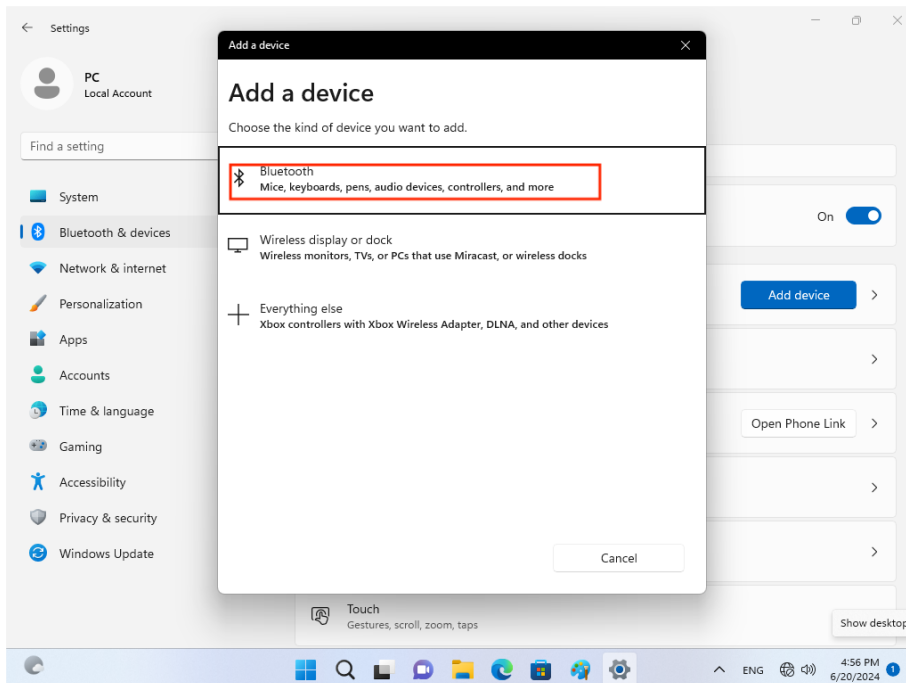 Settings
PC
Local Account
Find a setting
System
Bluetooth & devices
Network & internet
Personalization
Apps
Accounts
Time & language
Gaming
Accessibility
Privacy & security
Windows Update
Add a device
Add a device
Choose the kind of device you want to add.
Bluetooth
Mice, keyboards, pens, audio devices, controllers, and more
Wireless display or dock
Wireless monitors, TVs, or PCs that use Miracast, or wireless docks
Everything else
Xbox controllers with Xbox Wireless Adapter, DLNA, and other devices
Cancel
On
Add device
Open Phone Link
Touch
Gestures, scroll, zoom, taps
Show desktop
ENG
4:56 PM
6/20/2024
1